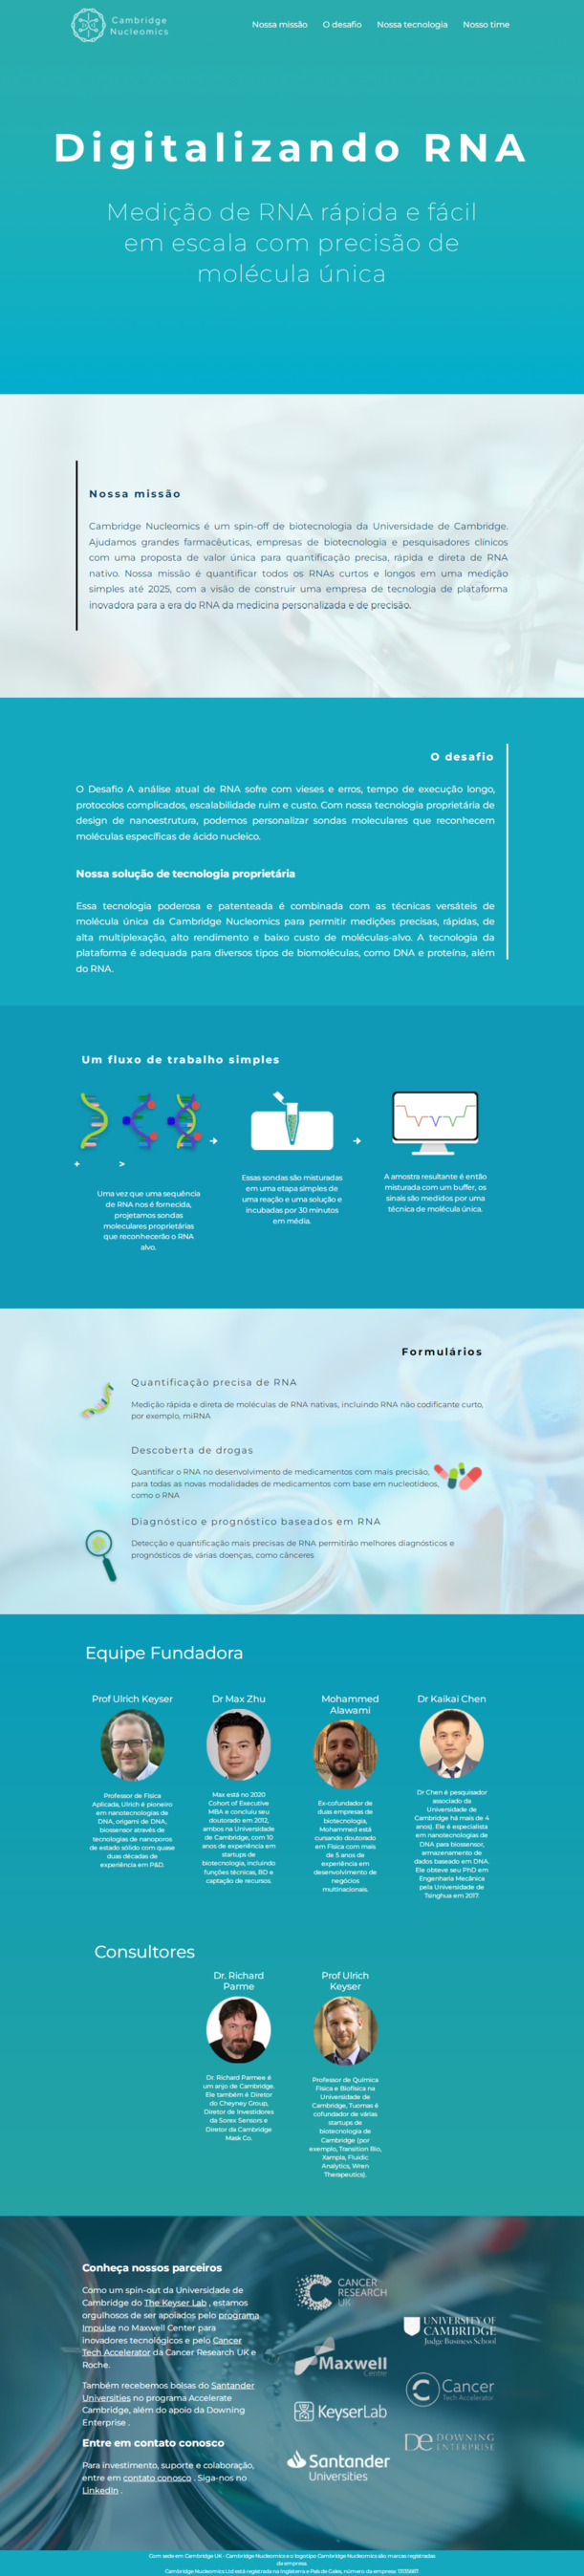 Cambridge
Nucleomics
Nossa missão
O desafio
Nossa tecnologia
Nosso time
Digitalizando RNA
Medição de RNA rápida e fácil
em escala com precisão de
molécula única
Nossa missão
Cambridge Nucleomics é um spin-off de biotecnologia da Universidade de Cambridge.
Ajudamos grandes farmacêuticas, empresas de biotecnologia e pesquisadores clínicos
com uma proposta de valor única para quantificação precisa, rápida e direta de RNA
nativo. Nossa missão é quantificar todos os RNAs curtos e longos em uma medição
simples até 2025, com a visão de construir uma empresa de tecnologia de plataforma
inovadora para a era do RNA da medicina personalizada e de precisão.
O desafio
O Desafio A análise atual de RNA sofre com vieses e erros, tempo de execução longo,
protocolos complicados, escalabilidade ruim e custo. Com nossa tecnologia proprietária de
design de nanoestrutura, podemos personalizar sondas moleculares que reconhecem
moléculas específicas de ácido nucleico.
Nossa solução de tecnologia proprietária
Essa tecnologia poderosa e patenteada é combinada com as técnicas versáteis de
molécula única da Cambridge Nucleomics para permitir medições precisas, rápidas, de
alta multiplexação, alto rendimento e baixo custo de moléculas-alvo. A tecnologia da
plataforma é adequada para diversos tipos de biomoléculas, como DNA e proteína, além
do RNA.
Um fluxo de trabalho simples
+ >
Uma vez que uma sequência
de RNA nos é fornecida,
projetamos sondas
moleculares proprietárias
que reconhecerão o RNA
alvo.
Essas sondas são misturadas
em uma etapa simples de
uma reação e uma solução e
incubadas por 30 minutos
em média.
A amostra resultante é então
misturada com um buffer, os
sinais são medidos por uma
técnica de molécula única.
Formulários
Quantificação precisa de RNA
Medição rápida e direta de moléculas de RNA nativas, incluindo RNA não codificante curto,
por exemplo, miRNA
Descoberta de drogas
Quantificar o RNA no desenvolvimento de medicamentos com mais precisão,
para todas as novas modalidades de medicamentos com base em nucleotídeos,
como o RNA
Diagnóstico e prognóstico baseados em RNA
Detecção e quantificação mais precisas de RNA permitirão melhores diagnósticos e
prognósticos de várias doenças, como cânceres
Equipe Fundadora
Prof Ulrich Keyser
Professor de Física
Aplicada, Ulrich é pioneiro
em nanotecnologias de
DNA, origami de DNA,
biossensor através de
tecnologias de nanoporos
de estado sólido com quase
duas décadas de
experiência em P&D.
Dr Max Zhu
Max está no 2020
Cohort of Executive
MBA e concluiu seu
doutorado em 2012,
ambos na Universidade
de Cambridge, com 10
anos de experiência em
startups de
biotecnologia, incluindo
funções técnicas, BD e
captação de recursos.
Mohammed
Alawami
Ex-cofundador de
duas empresas de
biotecnologia,
Mohammed está
cursando doutorado
em Física com mais
de 5 anos de
experiência em
desenvolvimento de
negócios
multinacionais.
Dr Kaikai Chen
Dr Chen é pesquisador
associado da
Universidade de
Cambridge há mais de 4
anos). Ele é especialista
em nanotecnologias de
DNA para biossensor,
armazenamento de
dados baseado em DNA.
Ele obteve seu PhD em
Engenharia Mecânica
pela Universidade de
Tsinghua em 2017.
Consultores
Dr. Richard
Parme
Dr. Richard Parmee é
um anjo de Cambridge.
Ele também é Diretor
do Cheyney Group,
Diretor de Investidores
da Sorex Sensors e
Diretor da Cambridge
Mask Co.
Prof Ulrich
Keyser
Professor de Química
Física e Biofísica na
Universidade de
Cambridge, Tuomas é
cofundador de várias
startups de
biotecnologia de
Cambridge (por
exemplo, Transition Bio,
Xampla, Fluidic
Analytics, Wren
Therapeutics).
Conheça nossos parceiros
Como um spin-out da Universidade de
Cambridge do The Keyser Lab , estamos
orgulhosos de ser apoiados pelo programa
Impulse no Maxwell Center para
inovadores tecnológicos e pelo Cancer
Tech Accelerator da Cancer Research UK e
Roche.
Também recebemos bolsas do Santander
Universities no programa Accelerate
Cambridge, além do apoio da Downing
Enterprise .
Entre em contato conosco
Para investimento, suporte e colaboração,
entre em contato conosco . Siga-nos no
LinkedIn .
CANCER
RESEARCH
UK
UNIVERSITY OF
CAMBRIDGE
Judge Business School
Maxwell
Centre
Cancer
Tech Accelerator
KeyserLab
DE DOWNING
ENTERPRISE
Santander
Universities
Com sede em Cambridge UK - Cambridge Nucleomics e o logotipo Cambridge Nucleomics são marcas registradas
da empresa.
Cambridge Nucleomics Ltd está registrada na Inglaterra e País de Gales, número da empresa